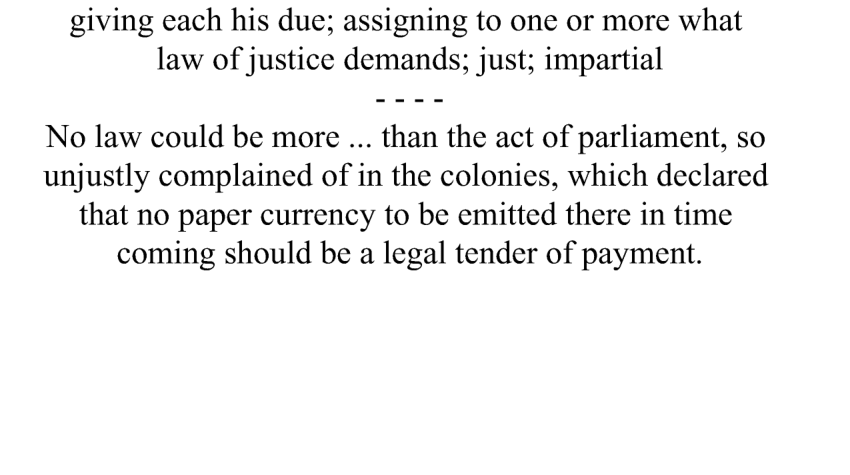 giving each his due; assigning to one or more what
law of justice demands; just; impartial
- - - -
No law could be more ... than the act of parliament, so
unjustly complained of in the colonies, which declared
that no paper currency to be emitted there in time
coming should be a legal tender of payment.